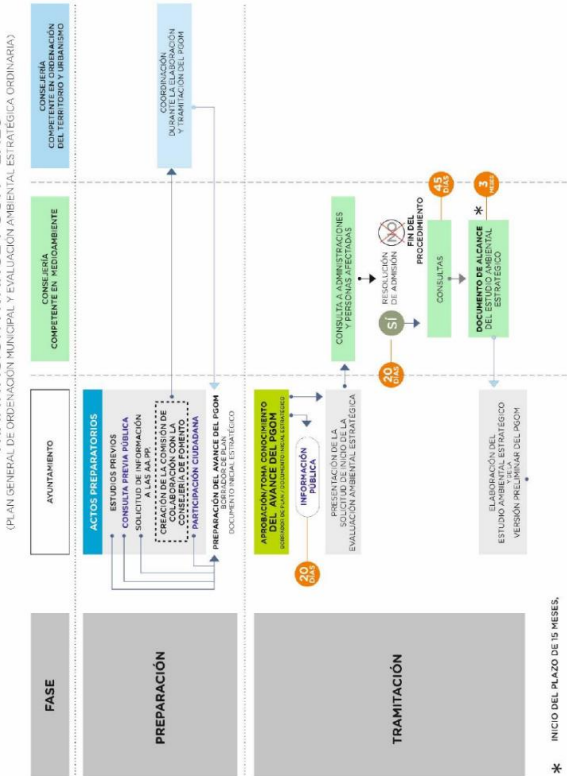 (PLAN GENERAL DE ORDENACIÓN MUNICIPAL Y EVALUACIÓN AMBIENTAL ESTRATÉGICA ORDINARIA)
FASE
AYUNTAMIENTO
CONSEJERÍA
COMPETENTE EN MEDIOAMBIENTE
CONSEJERÍA
COMPETENTE EN ORDENACIÓN
DEL TERRITORIO Y URBANISMO
PREPARACIÓN
ACTOS PREPARATORIOS
ESTUDIOS PREVIOS
CONSULTA PREVIA PÚBLICA
SOLICITUD DE INFORMACIÓN
A LAS AA.PP.
CREACIÓN DE LA COMISIÓN DE
COLABORACIÓN CON LA
CONSEJERÍA DE FOMENTO
PARTICIPACIÓN CIUDADANA
PREPARACIÓN DEL AVANCE DEL PGOM
BORRADOR DE PLAN
DOCUMENTO INICIAL ESTRATÉGICO
COORDINACIÓN
DURANTE LA ELABORACIÓN
Y TRAMITACIÓN DEL PGOM
TRAMITACIÓN
APROBACIÓN/TOMA CONOCIMIENTO
DEL AVANCE DEL PGOM
BORRADOR DE PLAN / DOCUMENTO INICIAL ESTRATÉGICO
20
DÍAS
INFORMACIÓN
PÚBLICA
PRESENTACIÓN DE LA
SOLICITUD DE INICIO DE LA
EVALUACIÓN AMBIENTAL ESTRATÉGICA
CONSULTA A ADMINISTRACIONES
Y PERSONAS AFECTADAS
20
DÍAS
RESOLUCIÓN
DE ADMISIÓN
SÍ
NO
FIN DEL
PROCEDIMIENTO
CONSULTAS
45
DÍAS
DOCUMENTO DE ALCANCE *
DEL ESTUDIO AMBIENTAL
ESTRATÉGICO
3
MESES
ELABORACIÓN DEL
ESTUDIO AMBIENTAL ESTRATÉGICO
Y DE LA
VERSIÓN PRELIMINAR DEL PGOM
* INICIO DEL PLAZO DE 15 MESES,